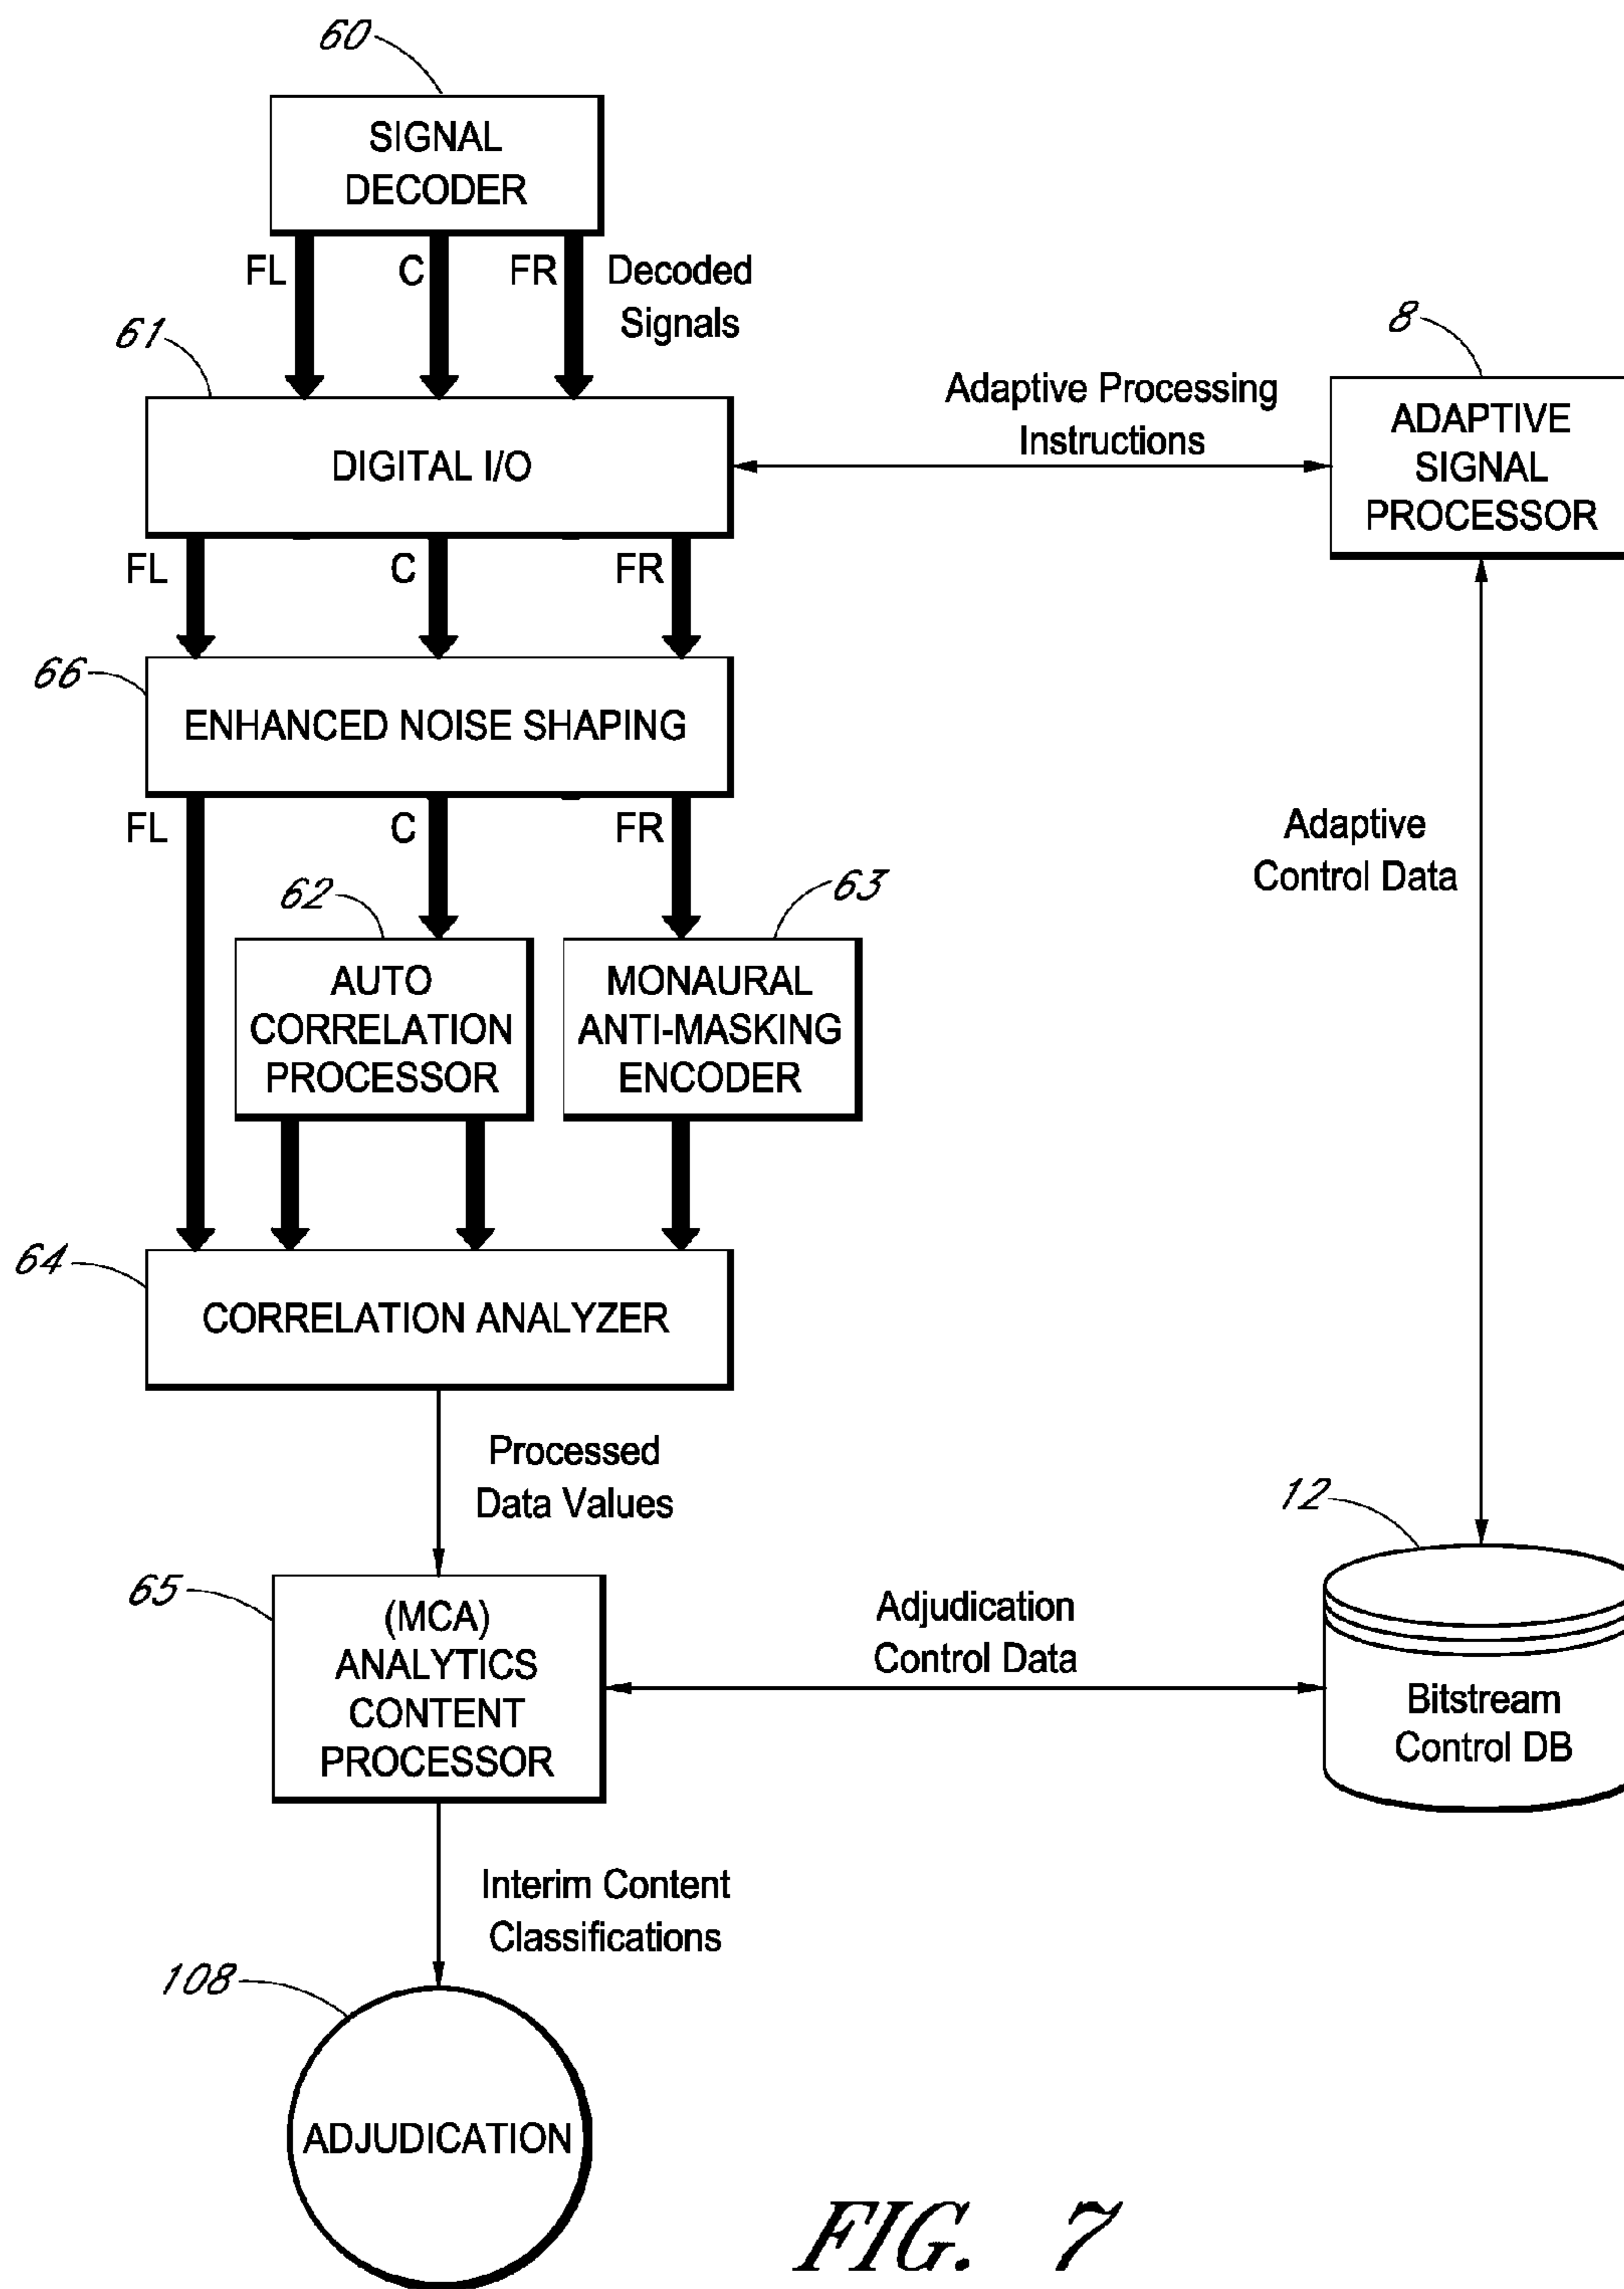 60
SIGNAL
DECODER
FL
C
FR
Decoded
Signals
61
DIGITAL I/O
Adaptive Processing
Instructions
8
ADAPTIVE
SIGNAL
PROCESSOR
FL
C
FR
66
ENHANCED NOISE SHAPING
FL
C
FR
Adaptive
Control Data
62
AUTO
CORRELATION
PROCESSOR
63
MONAURAL
ANTI-MASKING
ENCODER
64
CORRELATION ANALYZER
Processed
Data Values
12
65
(MCA)
ANALYTICS
CONTENT
PROCESSOR
Adjudication
Control Data
Bitstream
Control DB
Interim Content
Classifications
108
ADJUDICATION
FIG. 7